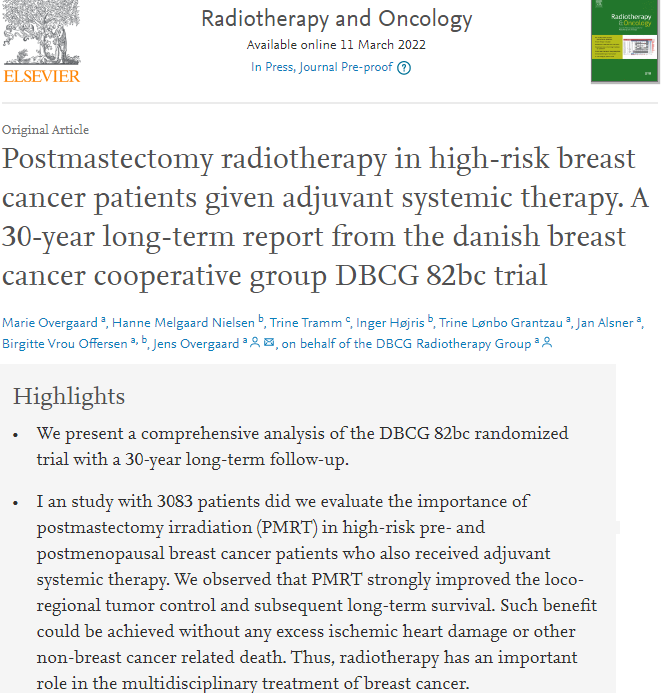 Radiotherapy and Oncology
Available online 11 March 2022
In Press, Journal Pre-proof ?
ELSEVIER
Radiotherapy
&Oncology
Original Article
Postmastectomy radiotherapy in high-risk breast
cancer patients given adjuvant systemic therapy. A
30-year long-term report from the danish breast
cancer cooperative group DBCG 82bc trial
Marie Overgaard a, Hanne Melgaard Nielsen b, Trine Tramm c, Inger Højris b, Trine Lønbo Grantzau a, Jan Alsner a,
Birgitte Vrou Offersen a, b, Jens Overgaard a, on behalf of the DBCG Radiotherapy Group a
Highlights
• We present a comprehensive analysis of the DBCG 82bc randomized
trial with a 30-year long-term follow-up.
• I an study with 3083 patients did we evaluate the importance of
postmastectomy irradiation (PMRT) in high-risk pre- and
postmenopausal breast cancer patients who also received adjuvant
systemic therapy. We observed that PMRT strongly improved the loco-
regional tumor control and subsequent long-term survival. Such benefit
could be achieved without any excess ischemic heart damage or other
non-breast cancer related death. Thus, radiotherapy has an important
role in the multidisciplinary treatment of breast cancer.